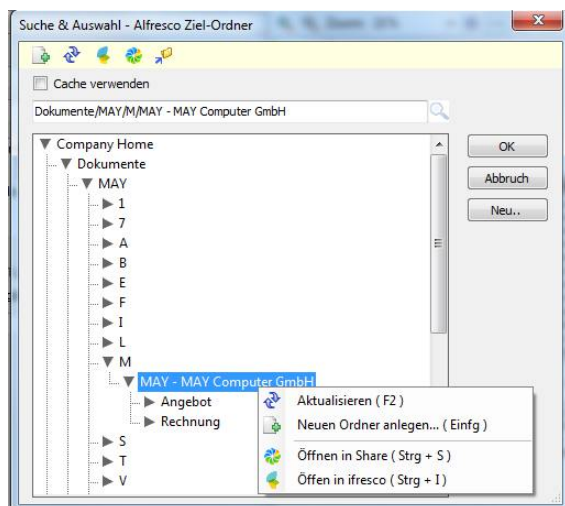 Suche & Auswahl - Alfresco Ziel-Ordner
Cache verwenden
Dokumente/MAY/M/MAY - MAY Computer GmbH
Company Home
Dokumente
MAY
1
7
A
B
E
F
I
L
M
MAY - MAY Computer GmbH
Angebot
Rechnung
S
T
V
OK
Abbruch
Neu..
Aktualisieren ( F2 )
Neuen Ordner anlegen... ( Einfg )
Öffnen in Share ( Strg + S )
Öffen in ifresco ( Strg + I )